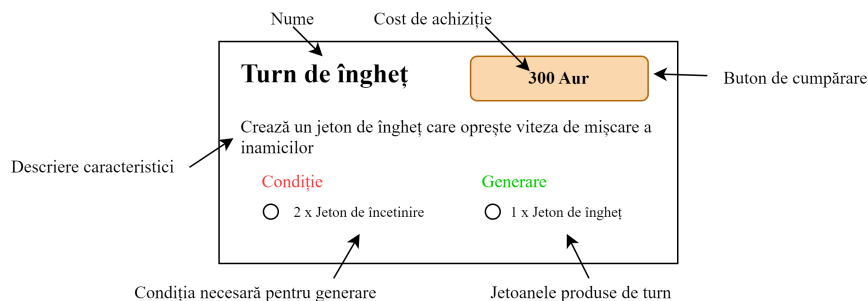 Nume
Cost de achiziție
Turn de îngheț
300 Aur
Buton de cumpărare
Crează un jeton de îngheț care oprește viteza de mișcare a
inamicilor
Descriere caracteristici
Condiție
Generare
2 x Jeton de încetinire
1 x Jeton de îngheț
Condiția necesară pentru generare
Jetoanele produse de turn